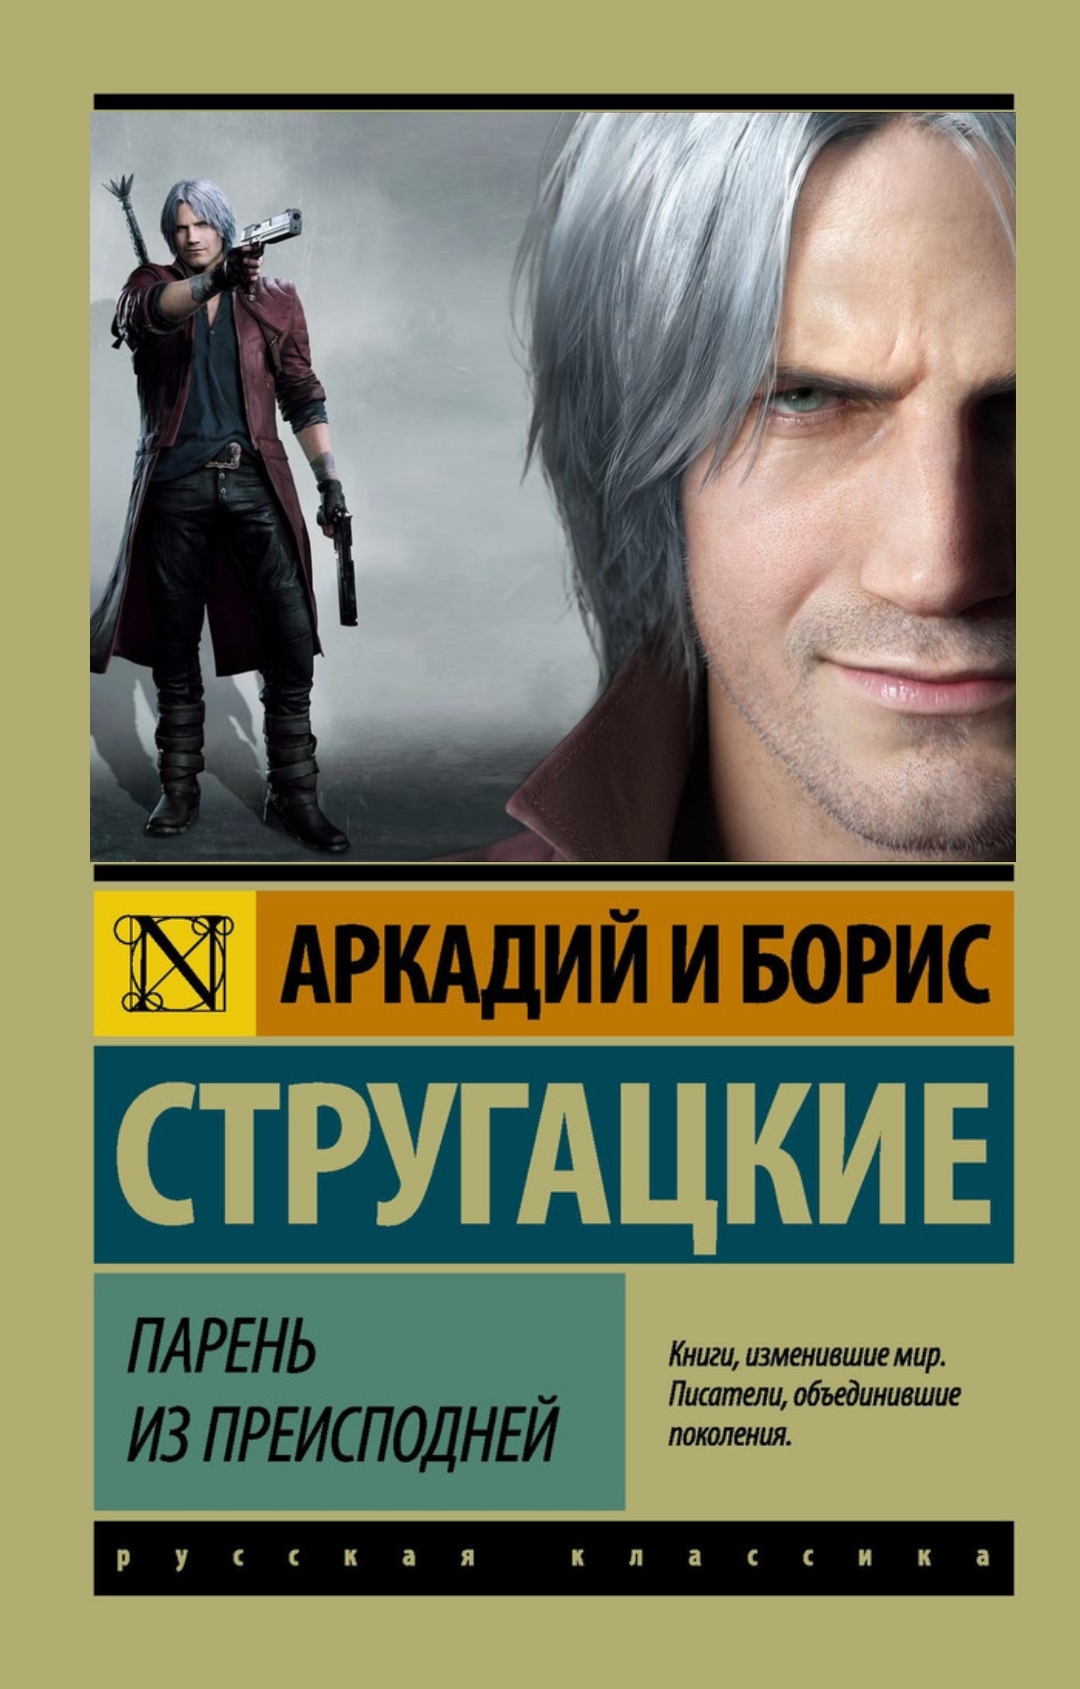 АРКАДИЙ И БОРИС
СТРУГАЦКИЕ
ПАРЕНЬ
ИЗ ПРЕИСПОДНЕЙ
Книги, изменившие мир.
Писатели, объединившие
поколения.
русская классика